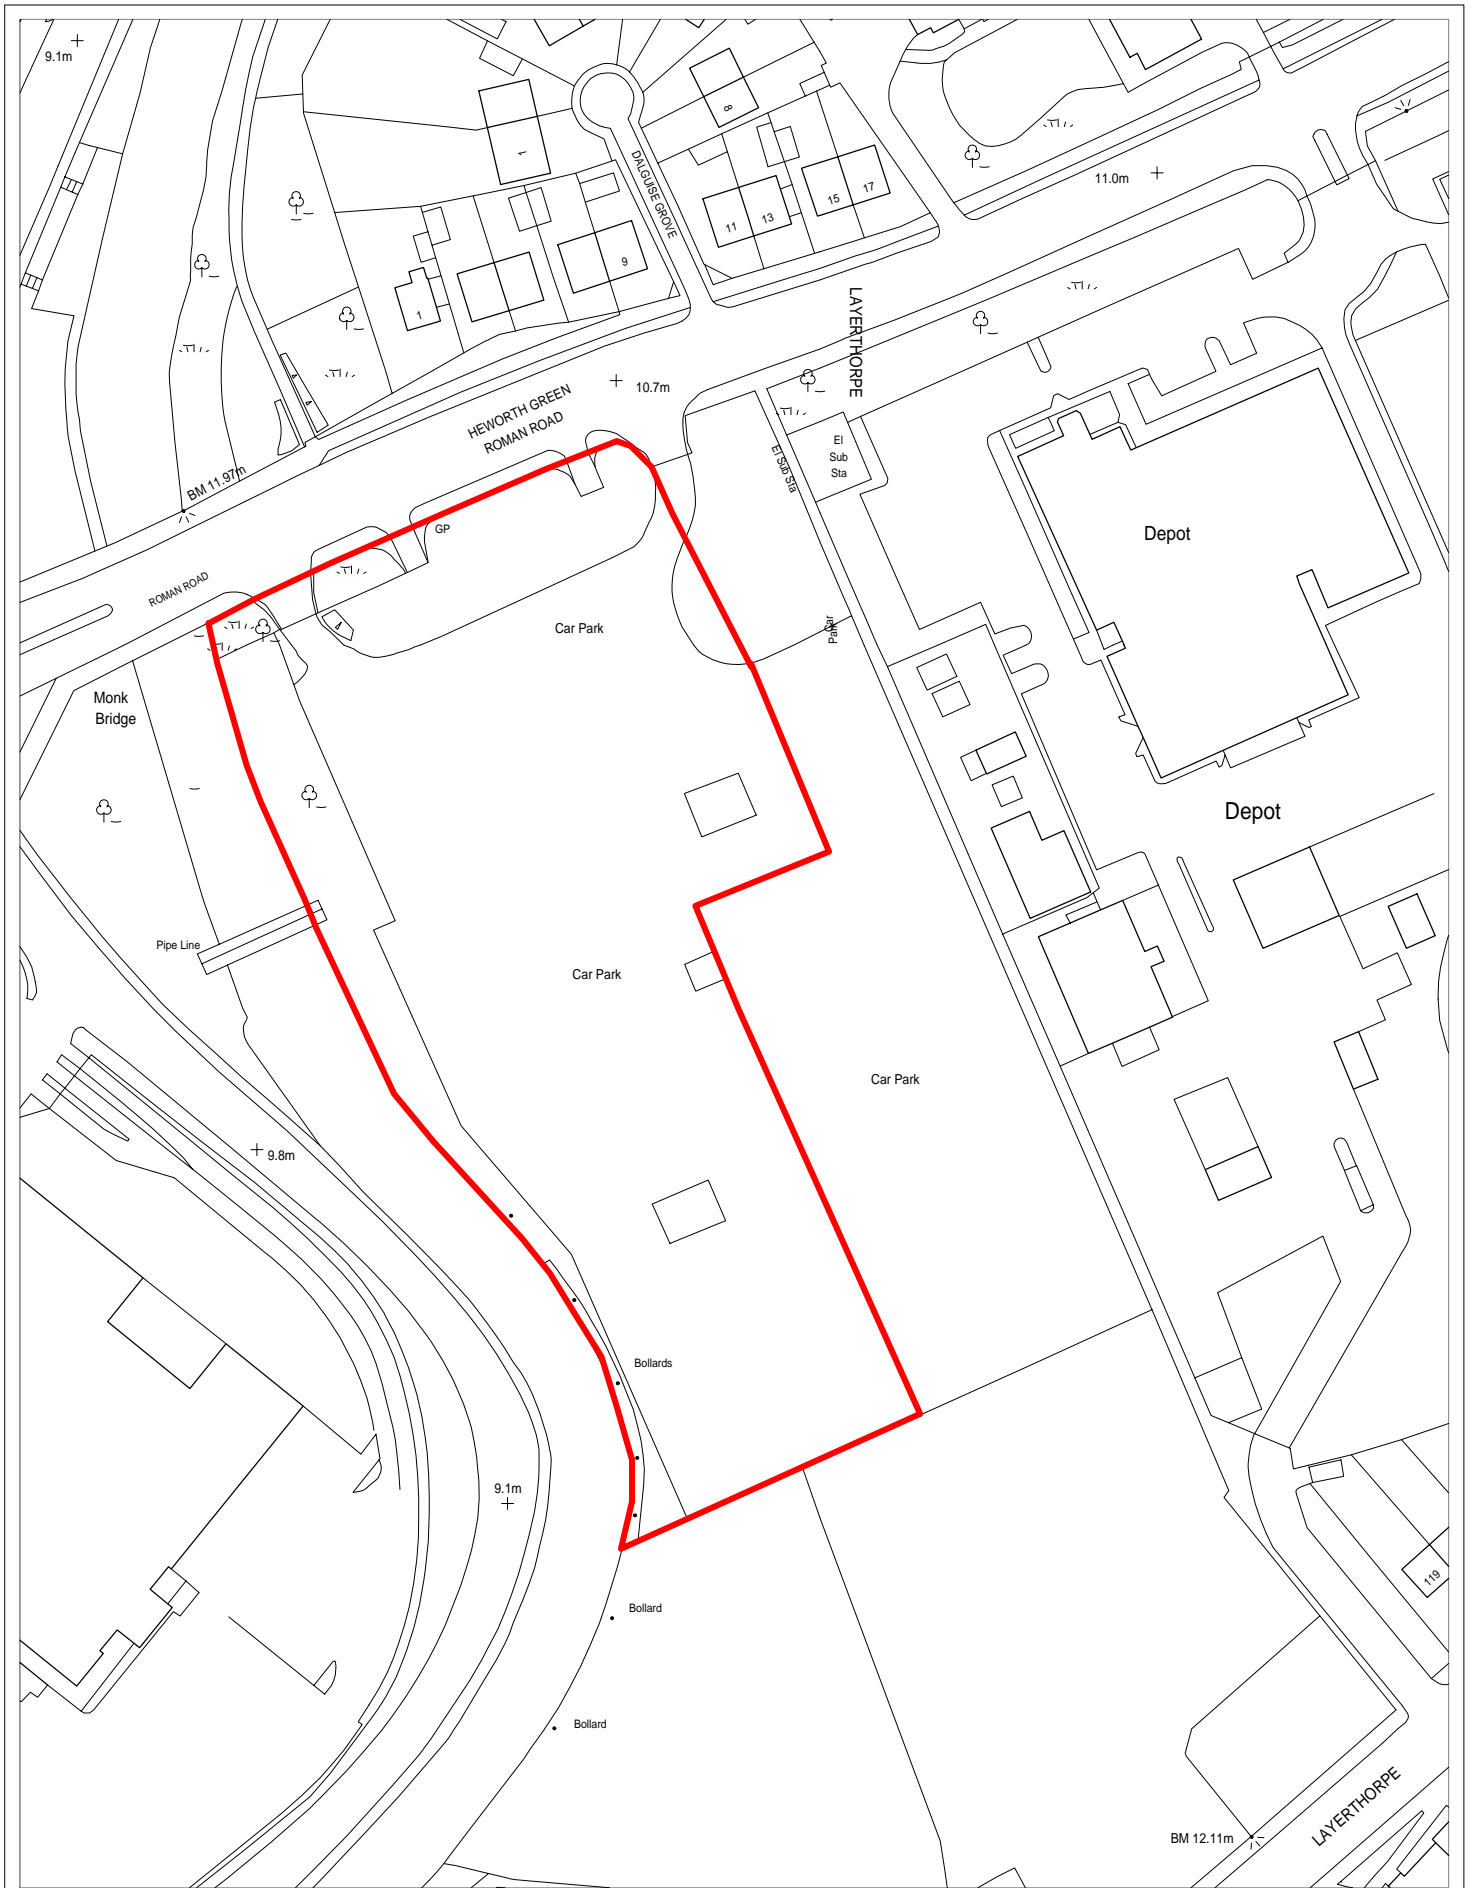 9.1m
8
1
DALGUISE GROVE
11.0m
11
13
15
17
9
1
LAYERTHORPE
10.7m
HEWORTH GREEN
ROMAN ROAD
El
Sub
Sta
El Sub Sta
BM 11.97m
GP
Depot
ROMAN ROAD
Car Park
Car
Park
Monk
Bridge
Depot
Pipe Line
Car Park
Car Park
9.8m
Bollards
9.1m
119
Bollard
Bollard
LAYERTHORPE
BM 12.11m